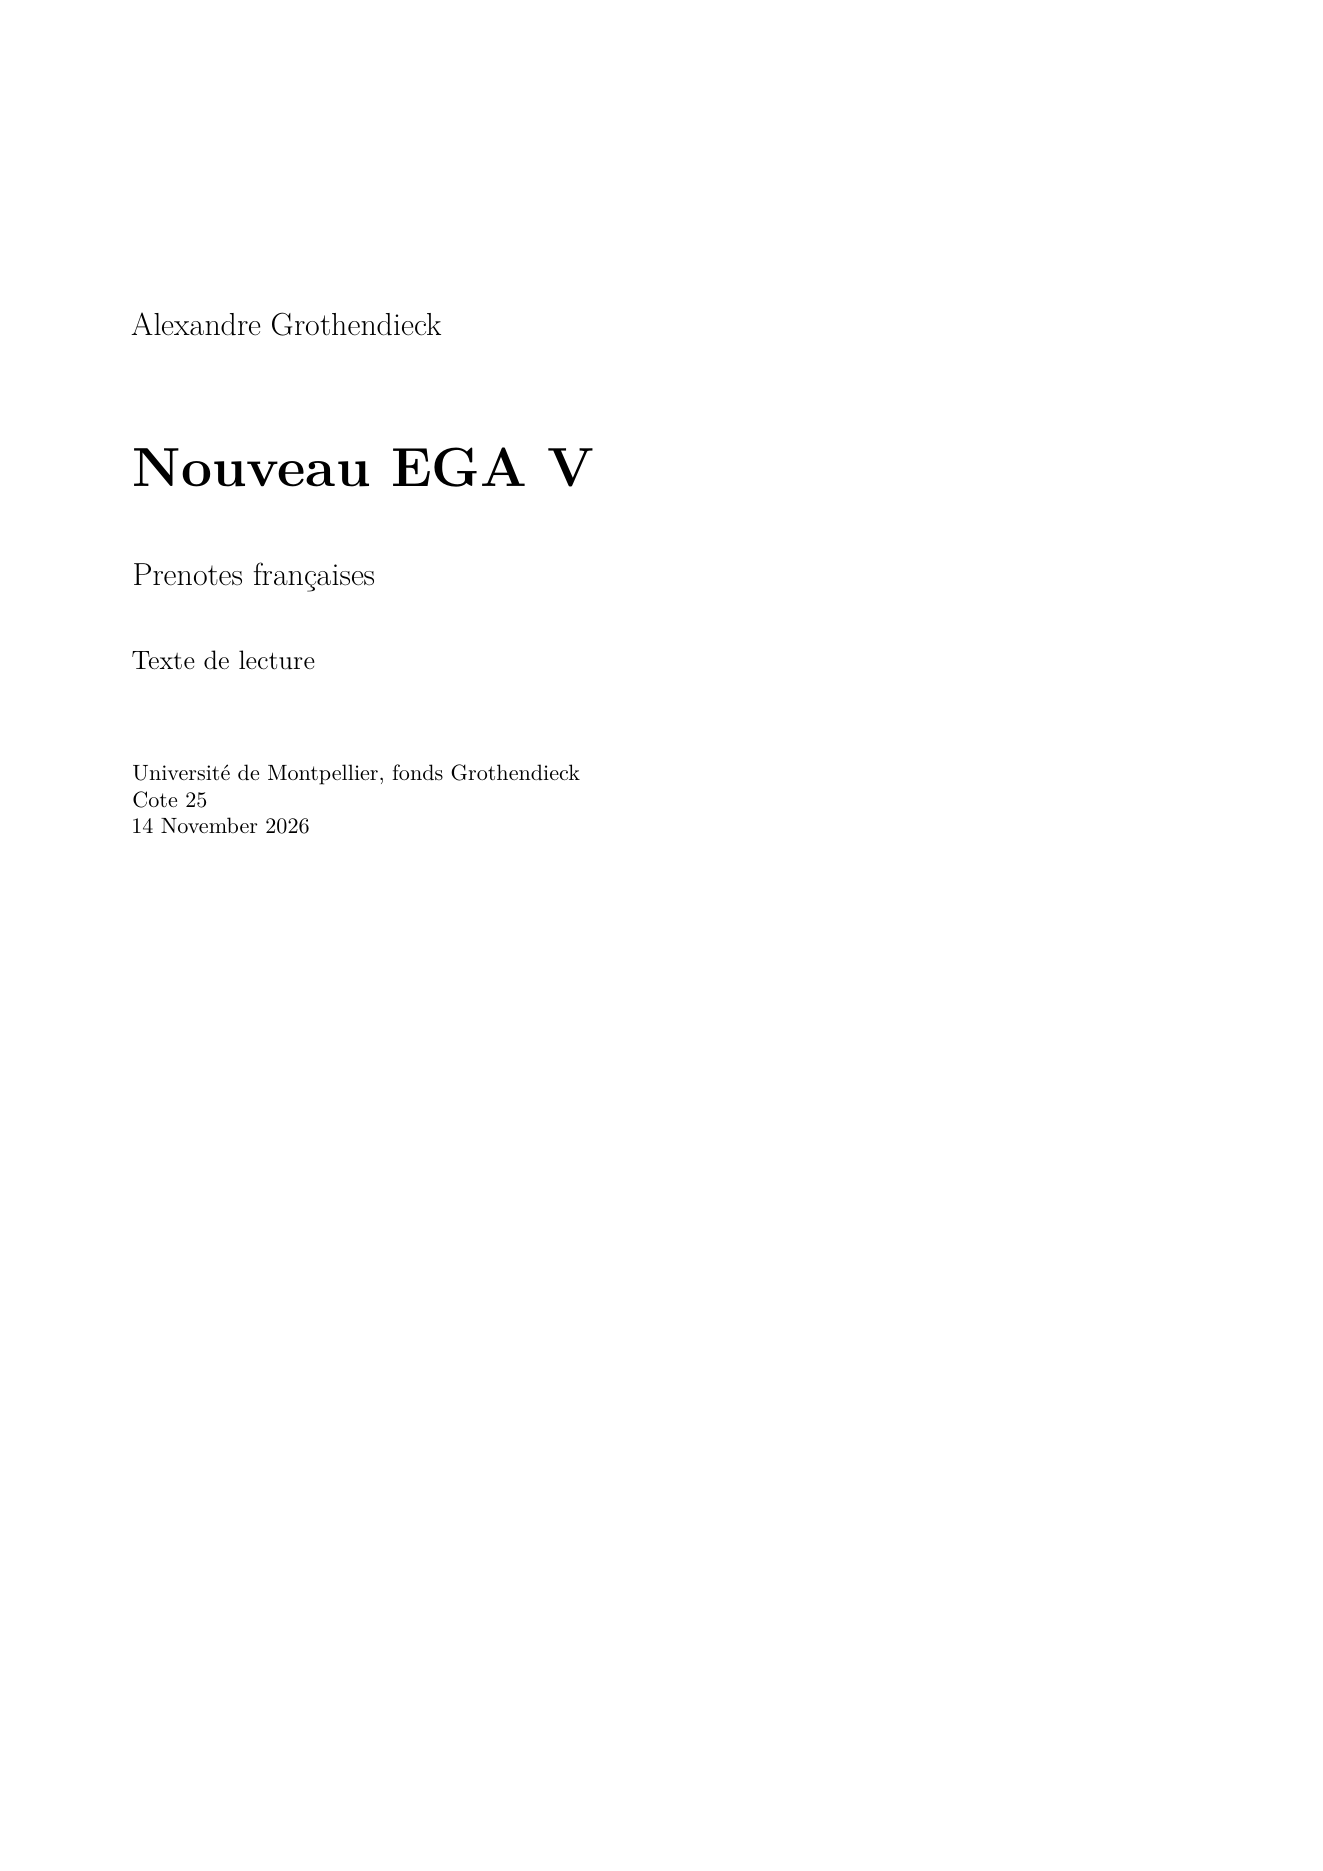 Alexandre Grothendieck
Nouveau EGA V
Prenotes françaises
Texte de lecture
Université de Montpellier, fonds Grothendieck
Cote 25
14 November 2026